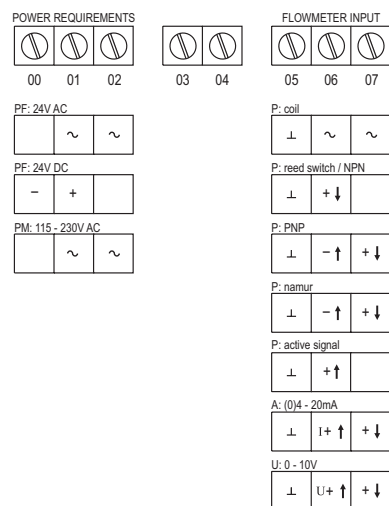 POWER REQUIREMENTS
FLOWMETER INPUT
00 01 02 03 04 05 06 07
PF: 24V AC
~ ~
PF: 24V DC
− +
PM: 115 - 230V AC
~ ~
P: coil
⊥ ~ ~
P: reed switch / NPN
⊥ +↓
P: PNP
⊥ −↑ +↓
P: namur
⊥ −↑ +↓
P: active signal
⊥ +↑
A: (0)4 - 20mA
⊥ I+ ↑ +↓
U: 0 - 10V
⊥ U+ ↑ +↓